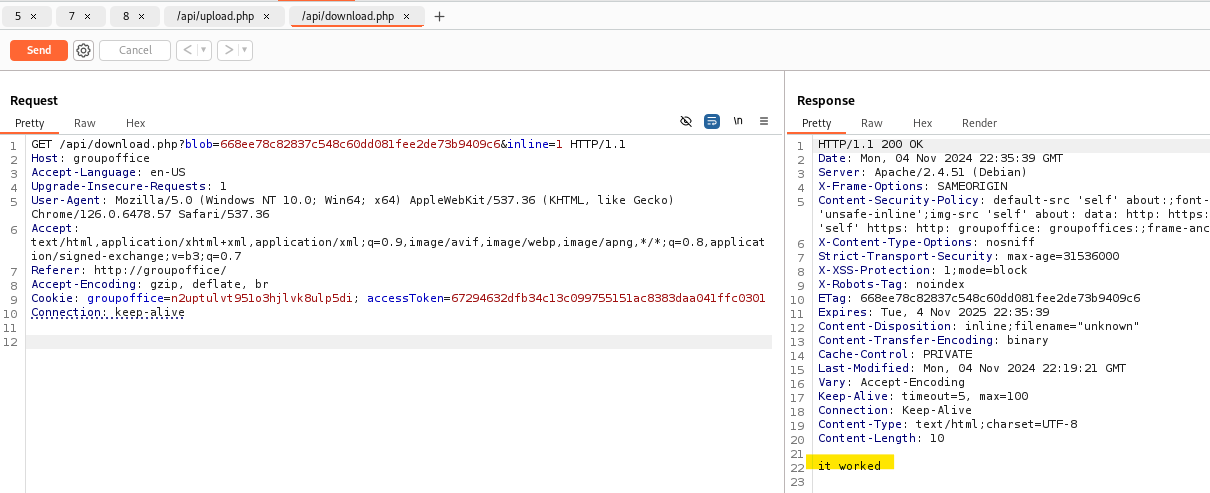 5 × 7 × 8 × /api/upload.php × /api/download.php × +
Send Cancel < >
Request
Pretty Raw Hex \n
1 GET /api/download.php?blob=668ee78c82837c548c60dd081fee2de73b9409c6&inline=1 HTTP/1.1
2 Host: groupoffice
3 Accept-Language: en-US
4 Upgrade-Insecure-Requests: 1
5 User-Agent: Mozilla/5.0 (Windows NT 10.0; Win64; x64) AppleWebKit/537.36 (KHTML, like Gecko)
Chrome/126.0.6478.57 Safari/537.36
6 Accept:
text/html,application/xhtml+xml,application/xml;q=0.9,image/avif,image/webp,image/apng,*/*;q=0.8,applicat
ion/signed-exchange;v=b3;q=0.7
7 Referer: http://groupoffice/
8 Accept-Encoding: gzip, deflate, br
9 Cookie: groupoffice=n2uptulvt951o3hjlvk8ulp5di; accessToken=67294632dfb34c13c099755151ac8383daa041ffc0301
10 Connection: keep-alive
11
12
Response
Pretty Raw Hex Render
1 HTTP/1.1 200 OK
2 Date: Mon, 04 Nov 2024 22:35:39 GMT
3 Server: Apache/2.4.51 (Debian)
4 X-Frame-Options: SAMEORIGIN
5 Content-Security-Policy: default-src 'self' about:;font-
'unsafe-inline';img-src 'self' about: data: http: https:
'self' https: http: groupoffice: groupoffices:;frame-anc
6 X-Content-Type-Options: nosniff
7 Strict-Transport-Security: max-age=31536000
8 X-XSS-Protection: 1;mode=block
9 X-Robots-Tag: noindex
10 ETag: 668ee78c82837c548c60dd081fee2de73b9409c6
11 Expires: Tue, 4 Nov 2025 22:35:39
12 Content-Disposition: inline;filename="unknown"
13 Content-Transfer-Encoding: binary
14 Cache-Control: PRIVATE
15 Last-Modified: Mon, 04 Nov 2024 22:19:21 GMT
16 Vary: Accept-Encoding
17 Keep-Alive: timeout=5, max=100
18 Connection: Keep-Alive
19 Content-Type: text/html;charset=UTF-8
20 Content-Length: 10
21
22 it worked
23